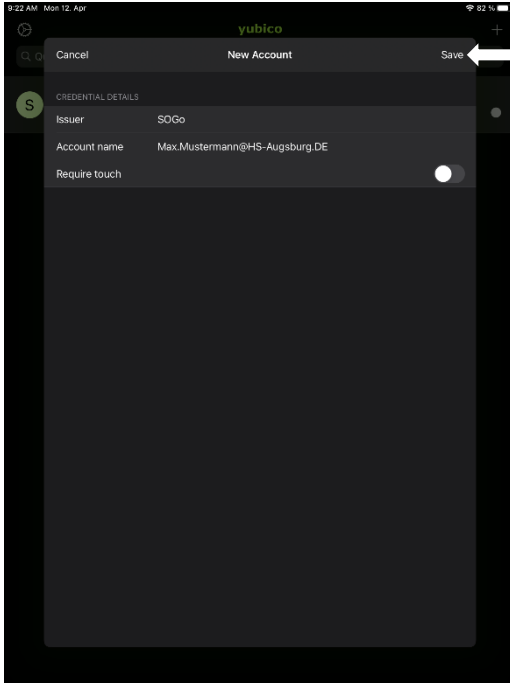 9:22 AM Mon 12. Apr 82 %
yubico
Q
Cancel New Account Save
S
CREDENTIAL DETAILS
Issuer SOGo
Account name Max.Mustermann@HS-Augsburg.DE
Require touch